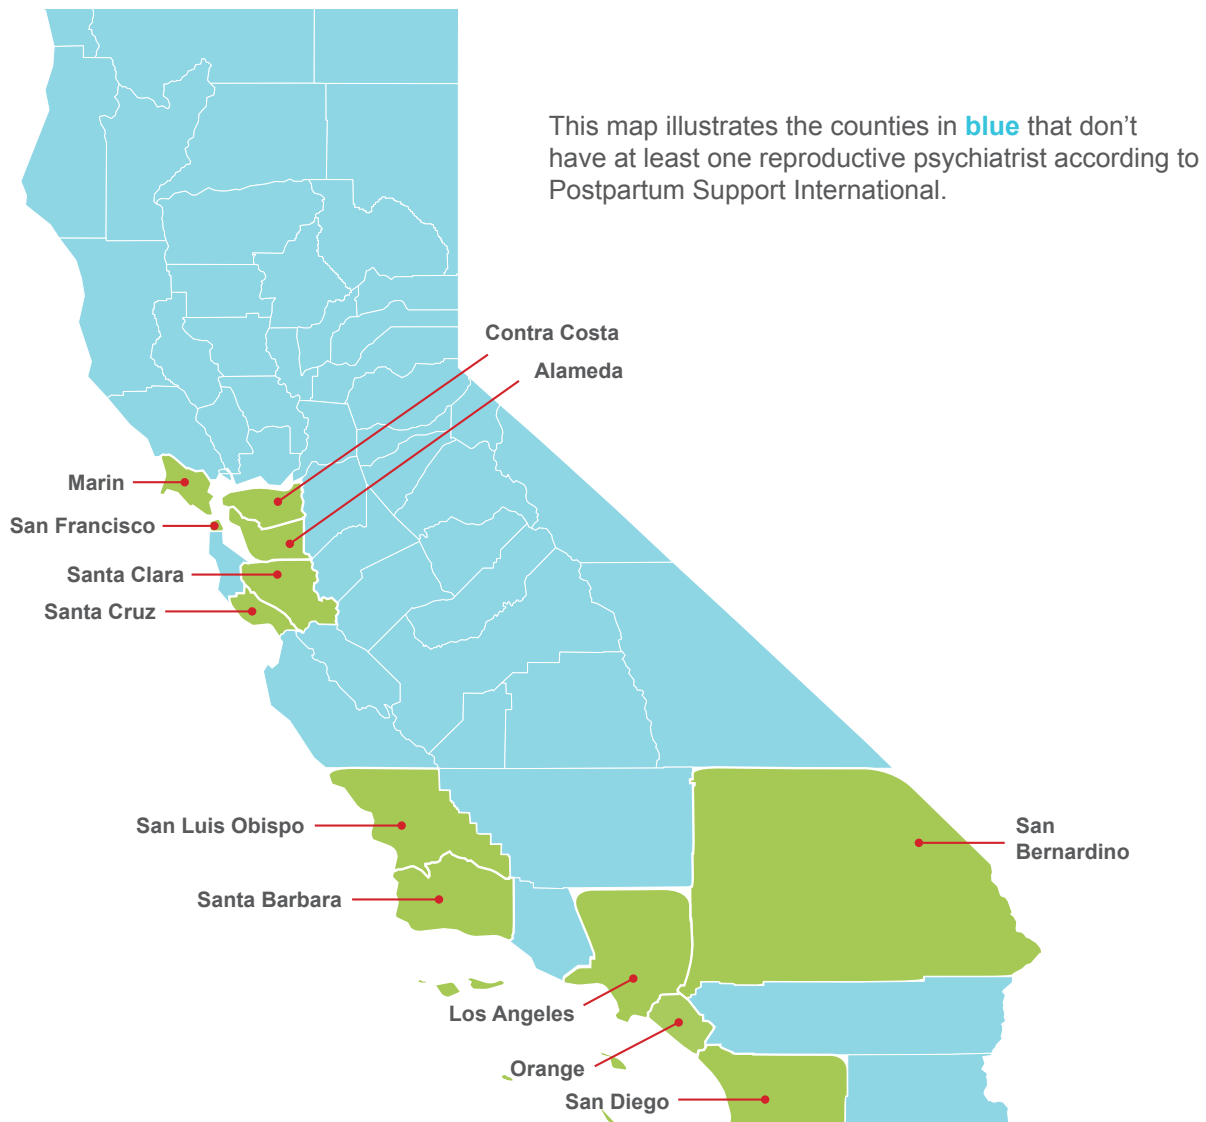 This map illustrates the counties in blue that don’t
have at least one reproductive psychiatrist according to
Postpartum Support International.
Contra Costa
Alameda
Marin
San Francisco
Santa Clara
Santa Cruz
San Luis Obispo
San
Bernardino
Santa Barbara
Los Angeles
Orange
San Diego